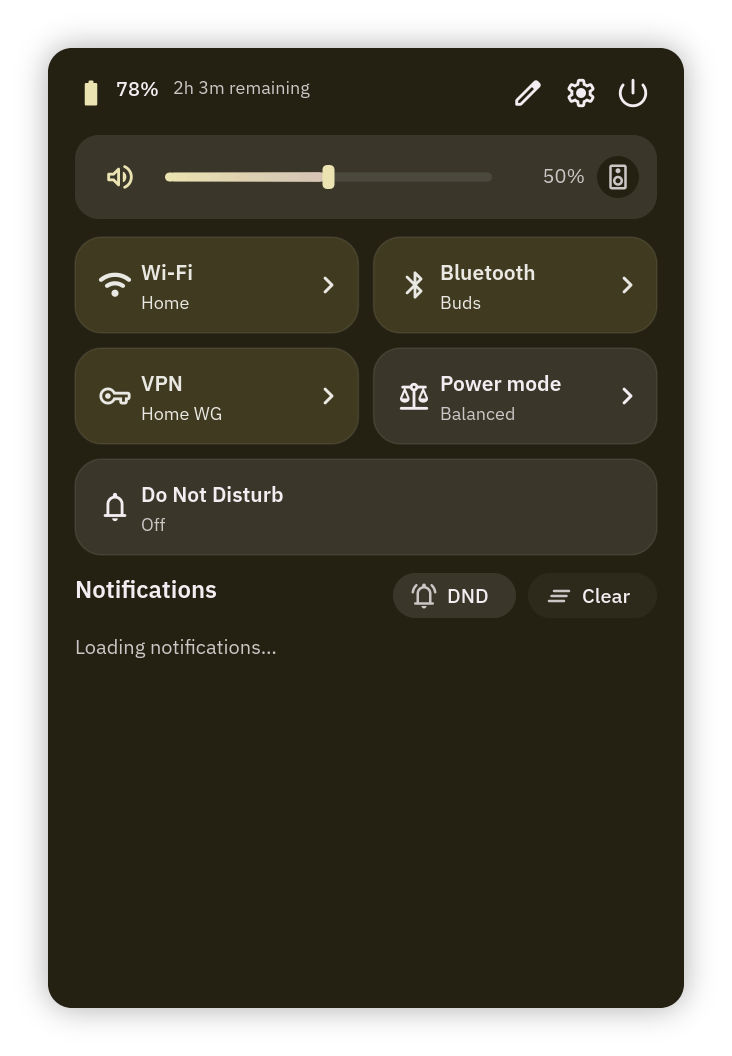 78% 2h 3m remaining
50%
Wi-Fi
Home
Bluetooth
Buds
VPN
Home WG
Power mode
Balanced
Do Not Disturb
Off
Notifications
DND
Clear
Loading notifications...